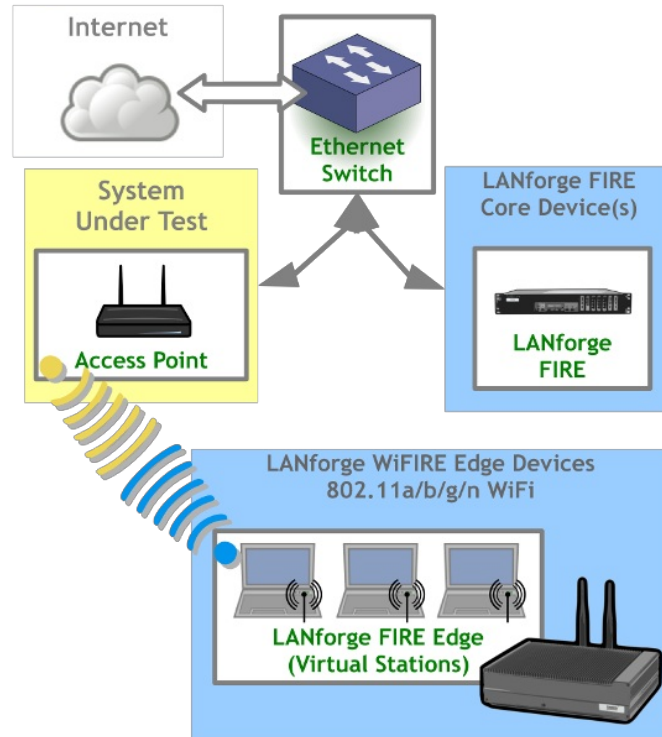 Internet
Ethernet
Switch
System
Under Test
Access Point
LANforge FIRE
Core Device(s)
LANforge
FIRE
LANforge WiFIRE Edge Devices
802.11a/b/g/n WiFi
LANforge FIRE Edge
(Virtual Stations)